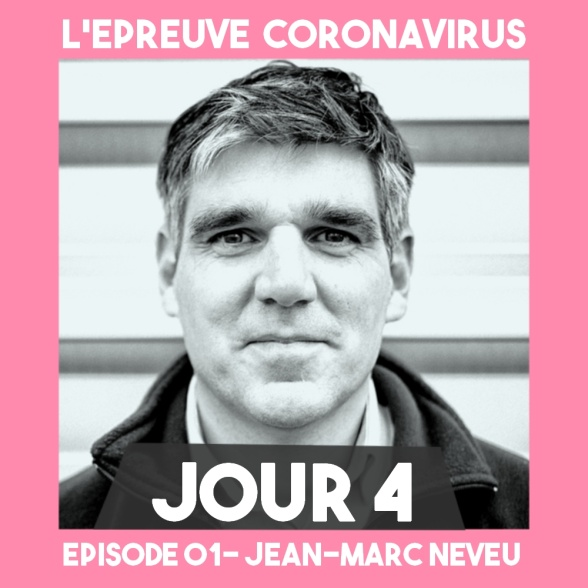 L'EPREUVE CORONAVIRUS
JOUR 4
EPISODE 01- JEAN-MARC NEVEU